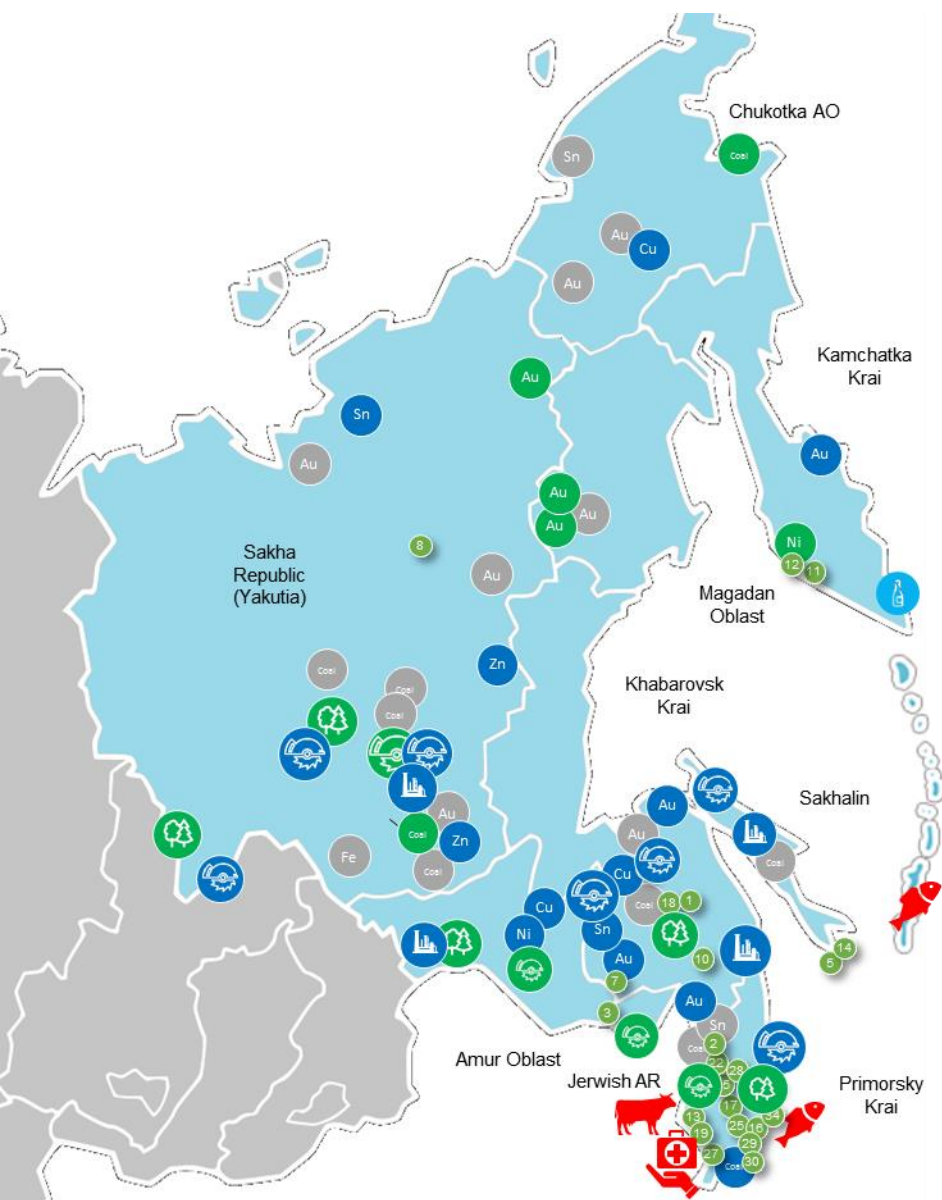 Chukotka AO
Coal
Sn
Au
Cu
Au
Kamchatka
Krai
Au
Sn
Au
Au
Au
Au
Au
Ni
8
Sakha
Republic
(Yakutia)
Au
12
11
Magadan
Oblast
Zn
Coal
Coal
Khabarovsk
Krai
Coal
Sakhalin
Au
Au
Au
Coal
Zn
Fe
Coal
Coal
Cu
Coal
18
1
Cu
Ni
Sn
14
5
Au
10
7
Au
3
Sn
2
Coal
Amur Oblast
22
28
Jerwish AR
5
Primorsky
Krai
17
34
13
25
16
19
29
27
30
Coal